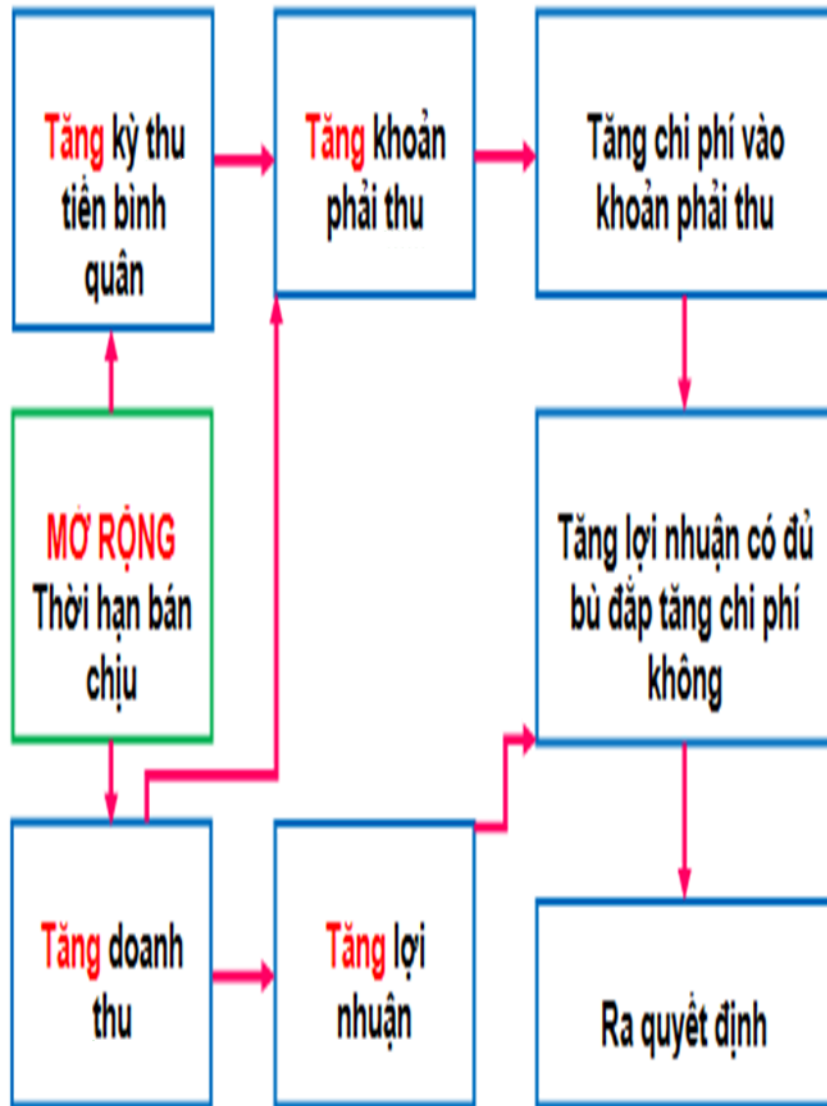 Tăng kỳ thu
tiền bình
quân
Tăng khoản
phải thu
Tăng chi phí vào
khoản phải thu
MỞ RỘNG
Thời hạn bán
chịu
Tăng lợi nhuận có đủ
bù đắp tăng chi phí
không
Tăng doanh
thu
Tăng lợi
nhuận
Ra quyết định